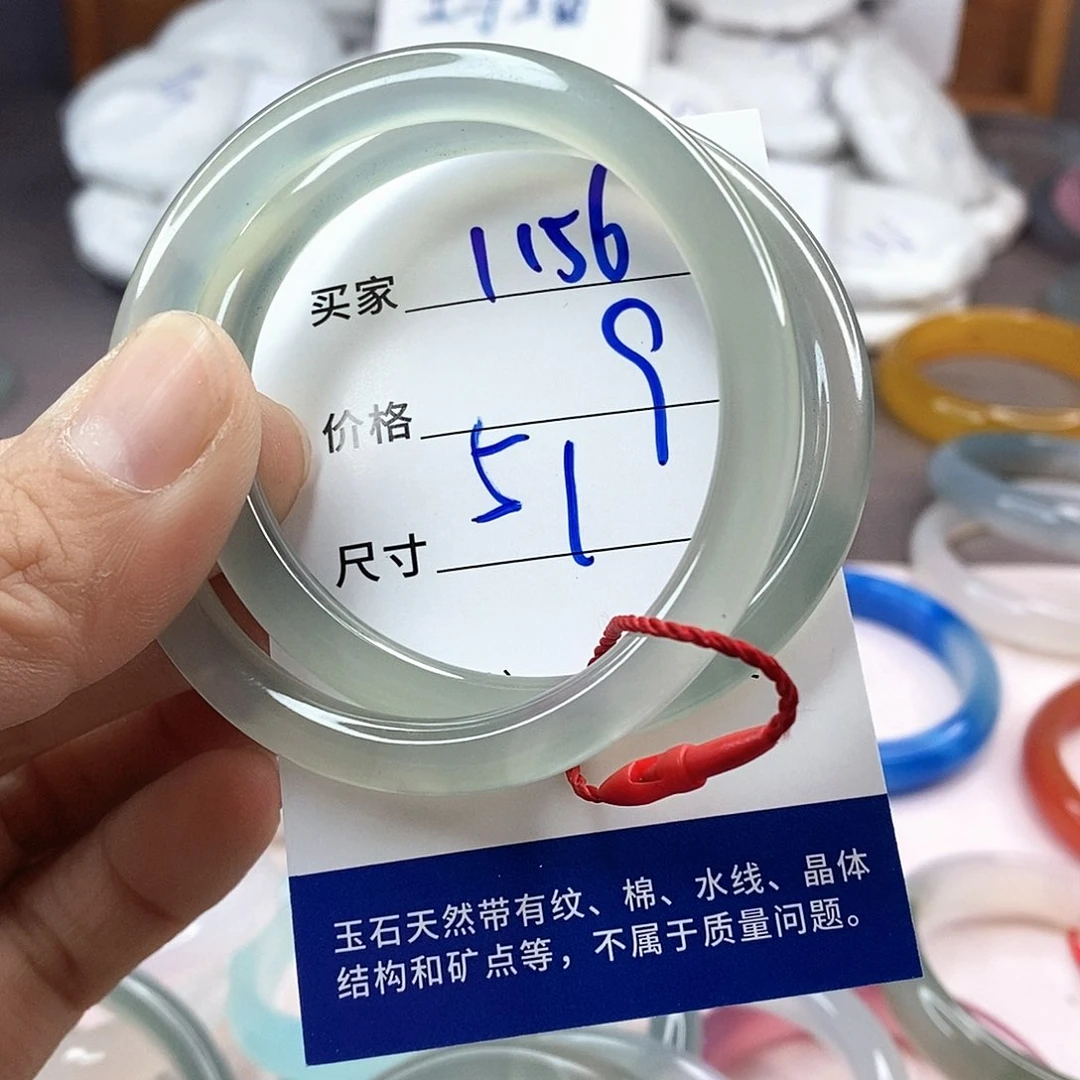 买家 1156
价格 9
尺寸 51
玉石天然带有纹、棉、水线、晶体
结构和矿点等，不属于质量问题。